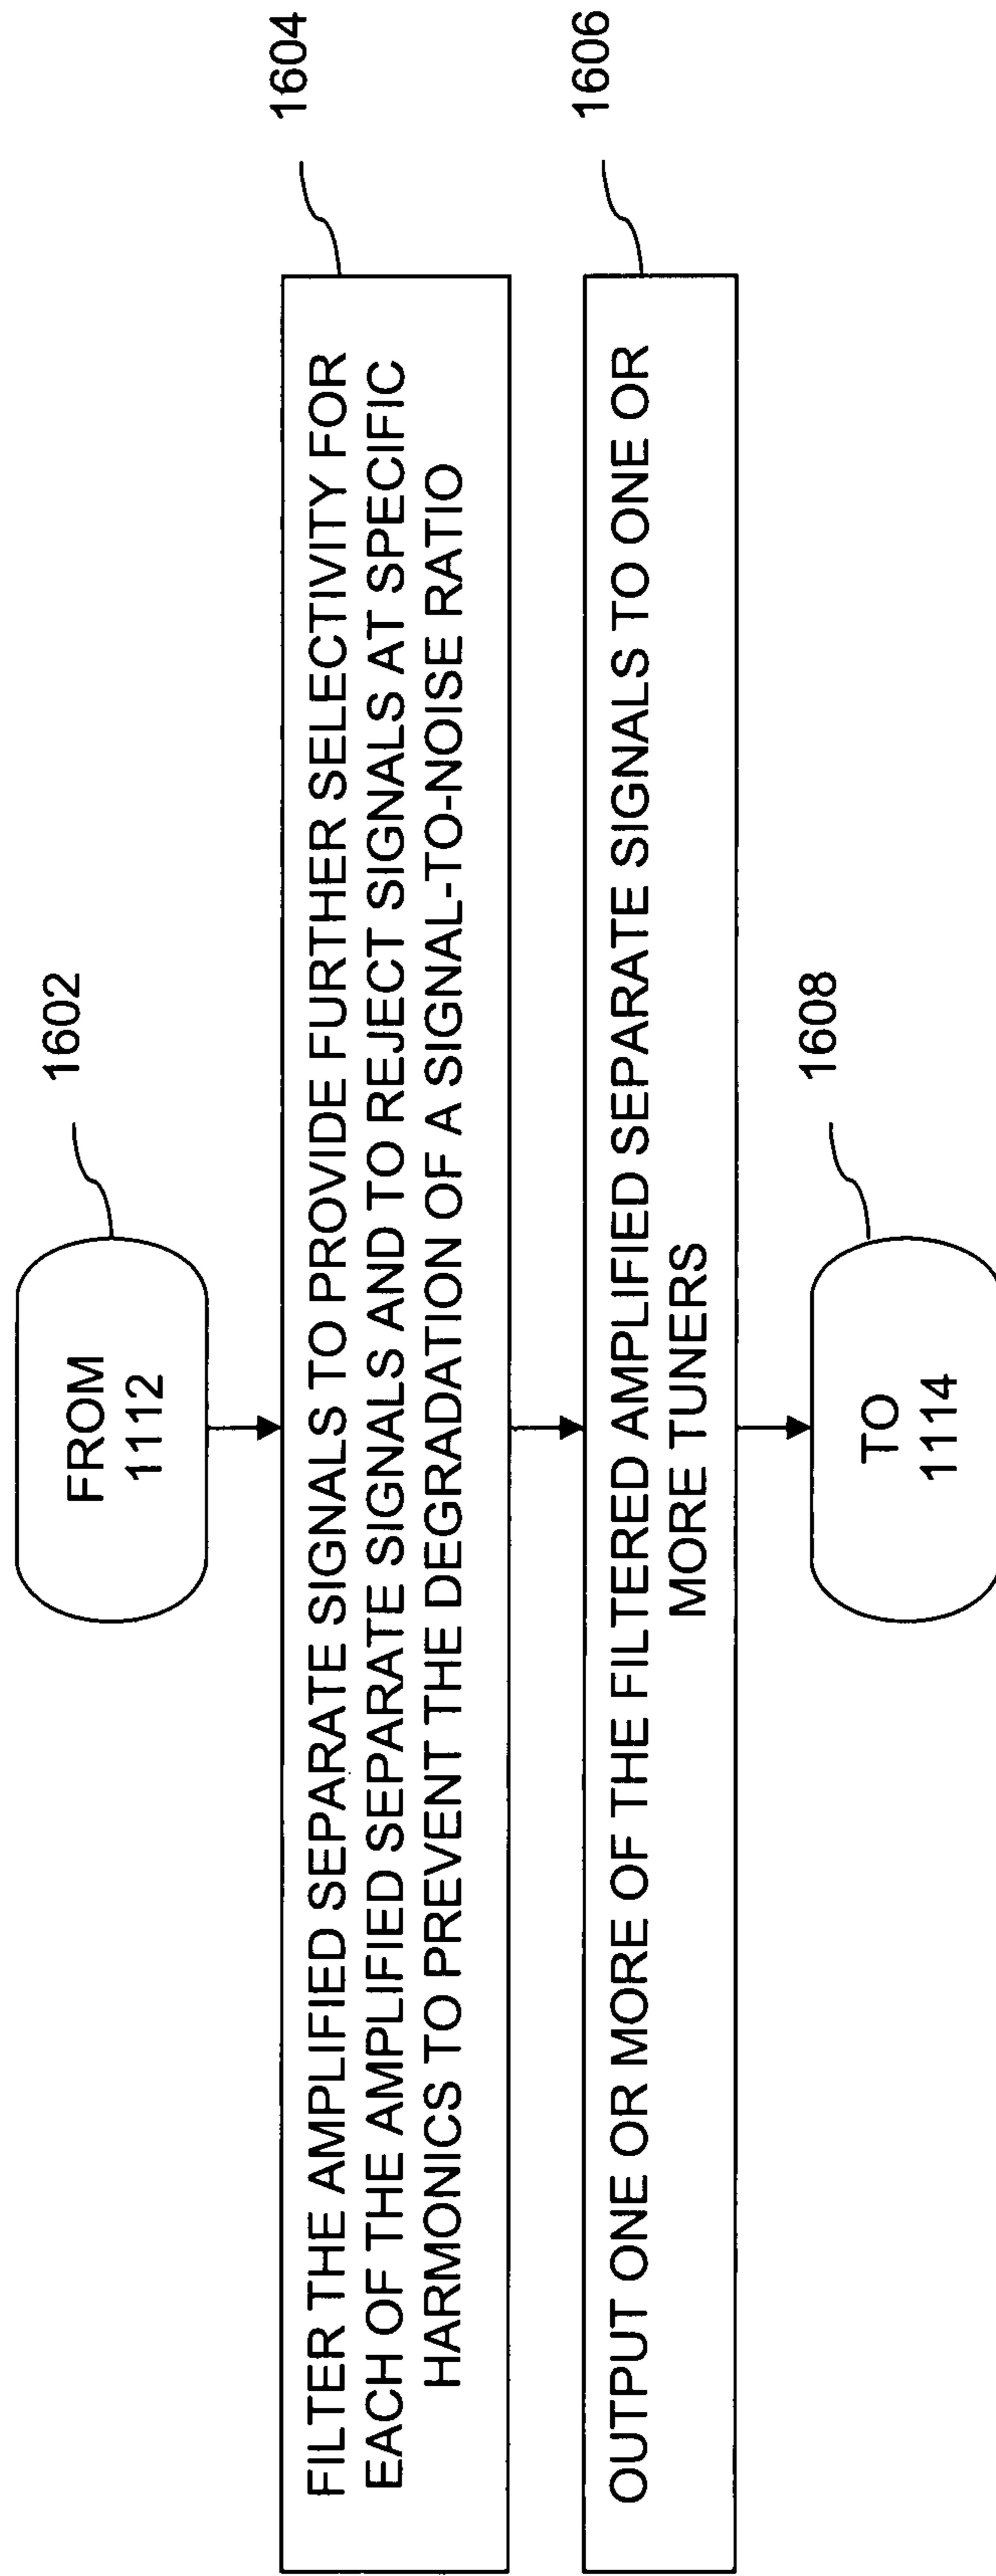 FROM
1112
1602
FILTER THE AMPLIFIED SEPARATE SIGNALS TO PROVIDE FURTHER SELECTIVITY FOR
EACH OF THE AMPLIFIED SEPARATE SIGNALS AND TO REJECT SIGNALS AT SPECIFIC
HARMONICS TO PREVENT THE DEGRADATION OF A SIGNAL-TO-NOISE RATIO
1604
OUTPUT ONE OR MORE OF THE FILTERED AMPLIFIED SEPARATE SIGNALS TO ONE OR
MORE TUNERS
1606
TO
1114
1608